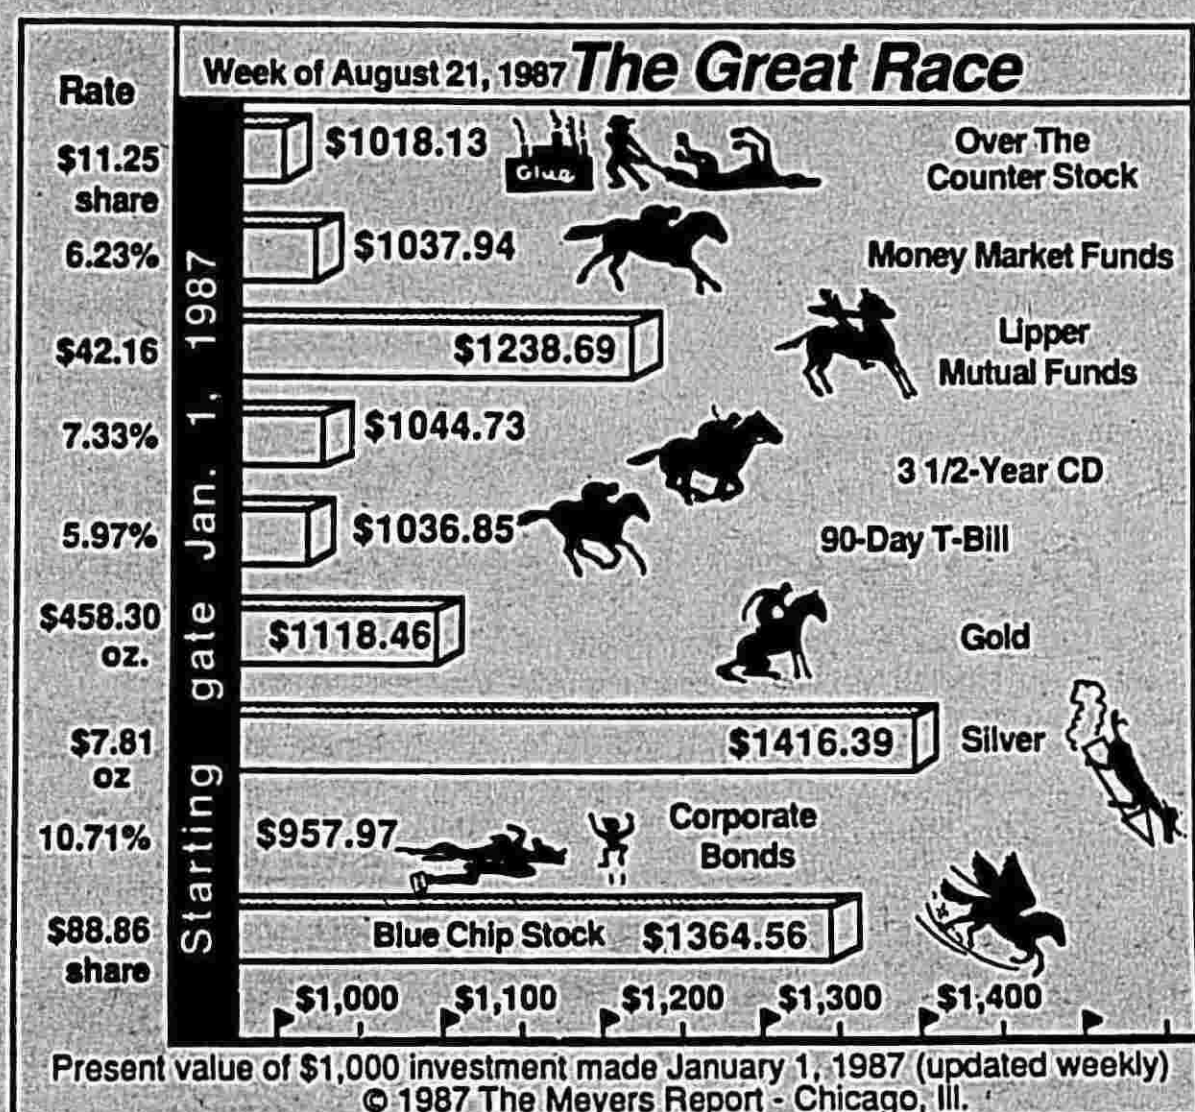 Week of August 21, 1987 The Great Race
Rate
$11.25
share
$1018.13
Glue
Over The
Counter Stock
6.23%
$1037.94
Money Market Funds
$42.16
$1238.69
Lipper
Mutual Funds
7.33%
$1044.73
3 1/2-Year CD
5.97%
$1036.85
90-Day T-Bill
$458.30
oz.
$1118.46
Gold
$7.81
oz
$1416.39
Silver
10.71%
$957.97
Corporate
Bonds
$88.86
share
Blue Chip Stock $1364.56
Starting gate Jan. 1, 1987
$1,000 $1,100 $1,200 $1,300 $1,400
Present value of $1,000 investment made January 1, 1987 (updated weekly)
© 1987 The Meyers Report - Chicago, Ill.